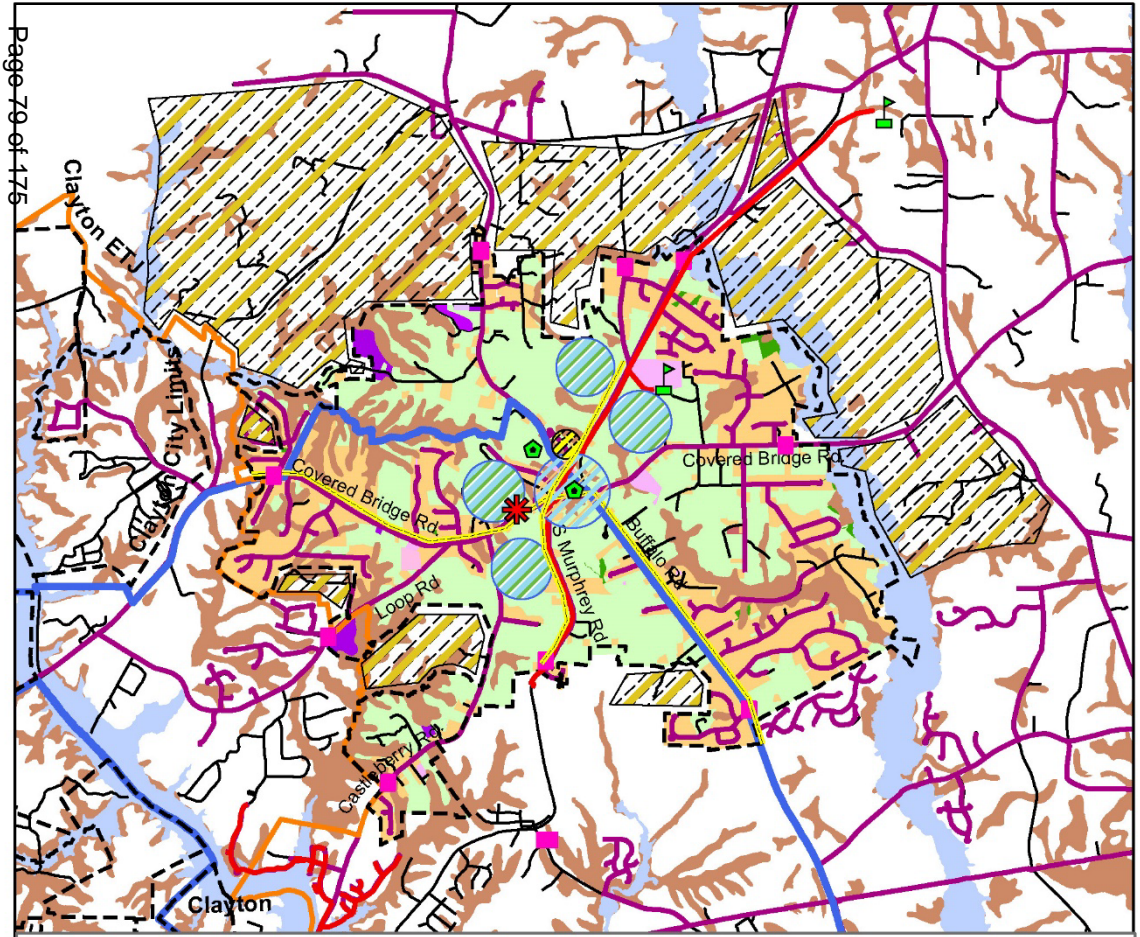 Page 79 of 175
Clayton ETJ
Clayton City Limits
Covered Bridge Rd
Covered Bridge Rd
Buffalo Rd
S Murphrey Rd
Loop Rd
Castleberry Rd
Clayton